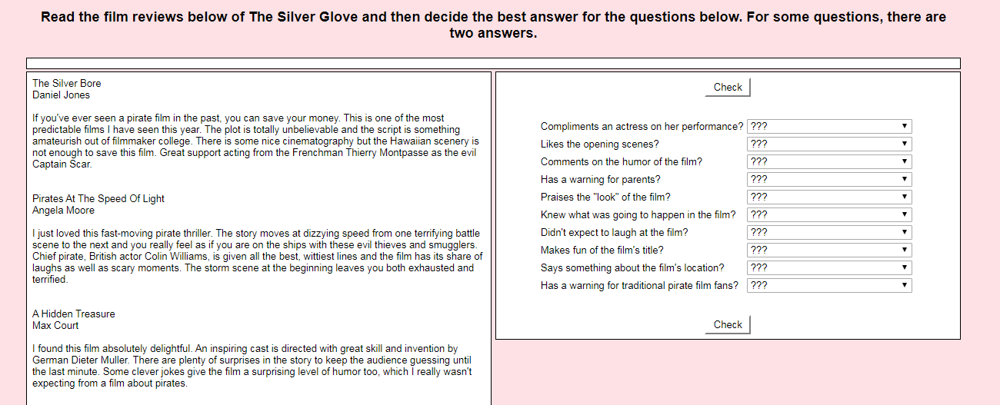 Read the film reviews below of The Silver Glove and then decide the best answer for the questions below. For some questions, there are
two answers.
The Silver Bore
Daniel Jones
If you've ever seen a pirate film in the past, you can save your money. This is one of the most
predictable films I have seen this year. The plot is totally unbelievable and the script is something
amateurish out of filmmaker college. There is some nice cinematography but the Hawaiian scenery is
not enough to save this film. Great support acting from the Frenchman Thierry Montpasse as the evil
Captain Scar.
Pirates At The Speed Of Light
Angela Moore
I just loved this fast-moving pirate thriller. The story moves at dizzying speed from one terrifying battle
scene to the next and you really feel as if you are on the ships with these evil thieves and smugglers.
Chief pirate, British actor Colin Williams, is given all the best, wittiest lines and the film has its share of
laughs as well as scary moments. The storm scene at the beginning leaves you both exhausted and
terrified.
A Hidden Treasure
Max Court
I found this film absolutely delightful. An inspiring cast is directed with great skill and invention by
German Dieter Muller. There are plenty of surprises in the story to keep the audience guessing until
the last minute. Some clever jokes give the film a surprising level of humor too, which I really wasn't
expecting from a film about pirates.
Check
Compliments an actress on her performance? ???
Likes the opening scenes? ???
Comments on the humor of the film? ???
Has a warning for parents? ???
Praises the "look" of the film? ???
Knew what was going to happen in the film? ???
Didn't expect to laugh at the film? ???
Makes fun of the film's title? ???
Says something about the film's location? ???
Has a warning for traditional pirate film fans? ???
Check